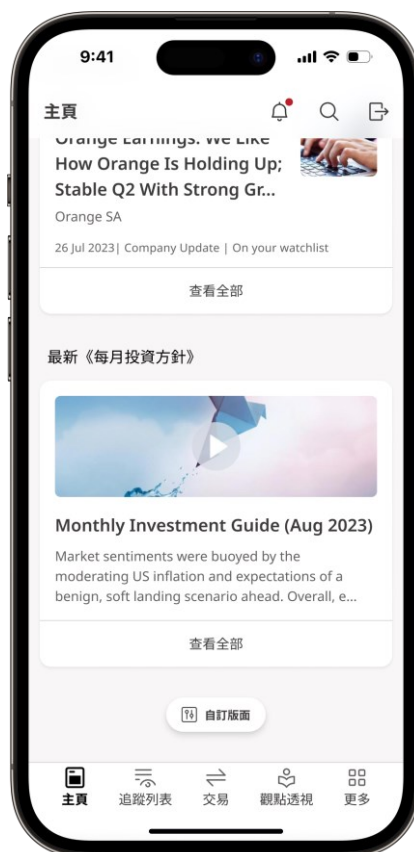 9:41
主頁
Orange Earnings: We Like
How Orange Is Holding Up;
Stable Q2 With Strong Gr...
Orange SA
26 Jul 2023| Company Update | On your watchlist
查看全部
最新《每月投資方針》
Monthly Investment Guide (Aug 2023)
Market sentiments were buoyed by the
moderating US inflation and expectations of a
benign, soft landing scenario ahead. Overall, e...
查看全部
自訂版面
主頁 追蹤列表 交易 觀點透視 更多